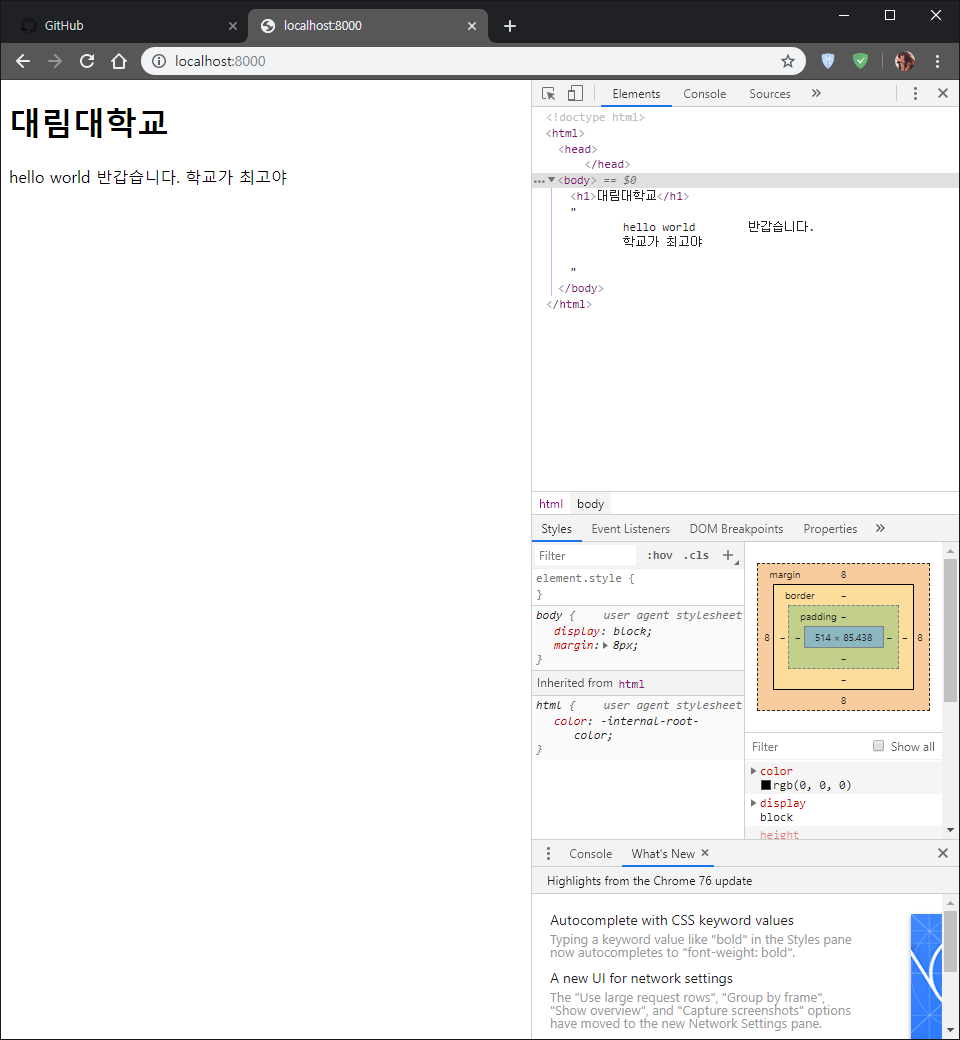 GitHub
localhost:8000
localhost:8000
대림대학교
hello world 반갑습니다. 학교가 최고야
Elements Console Sources »
<!doctype html>
<html>
<head>
</head>
<body> == $0
<h1>대림대학교</h1>
"
hello world 반갑습니다.
학교가 최고야
"
</body>
</html>
html body
Styles Event Listeners DOM Breakpoints Properties »
Filter :hov .cls +
element.style {
}
body { user agent stylesheet
display: block;
margin: 8px;
}
Inherited from html
html { user agent stylesheet
color: -internal-root-
color;
}
margin 8
border –
padding –
8 – – 514 × 85.438 – – 8
–
–
8
Filter Show all
color
rgb(0, 0, 0)
display
block
height
Console What's New
Highlights from the Chrome 76 update
Autocomplete with CSS keyword values
Typing a keyword value like "bold" in the Styles pane
now autocompletes to "font-weight: bold".
A new UI for network settings
The "Use large request rows", "Group by frame",
"Show overview", and "Capture screenshots" options
have moved to the new Network Settings pane.